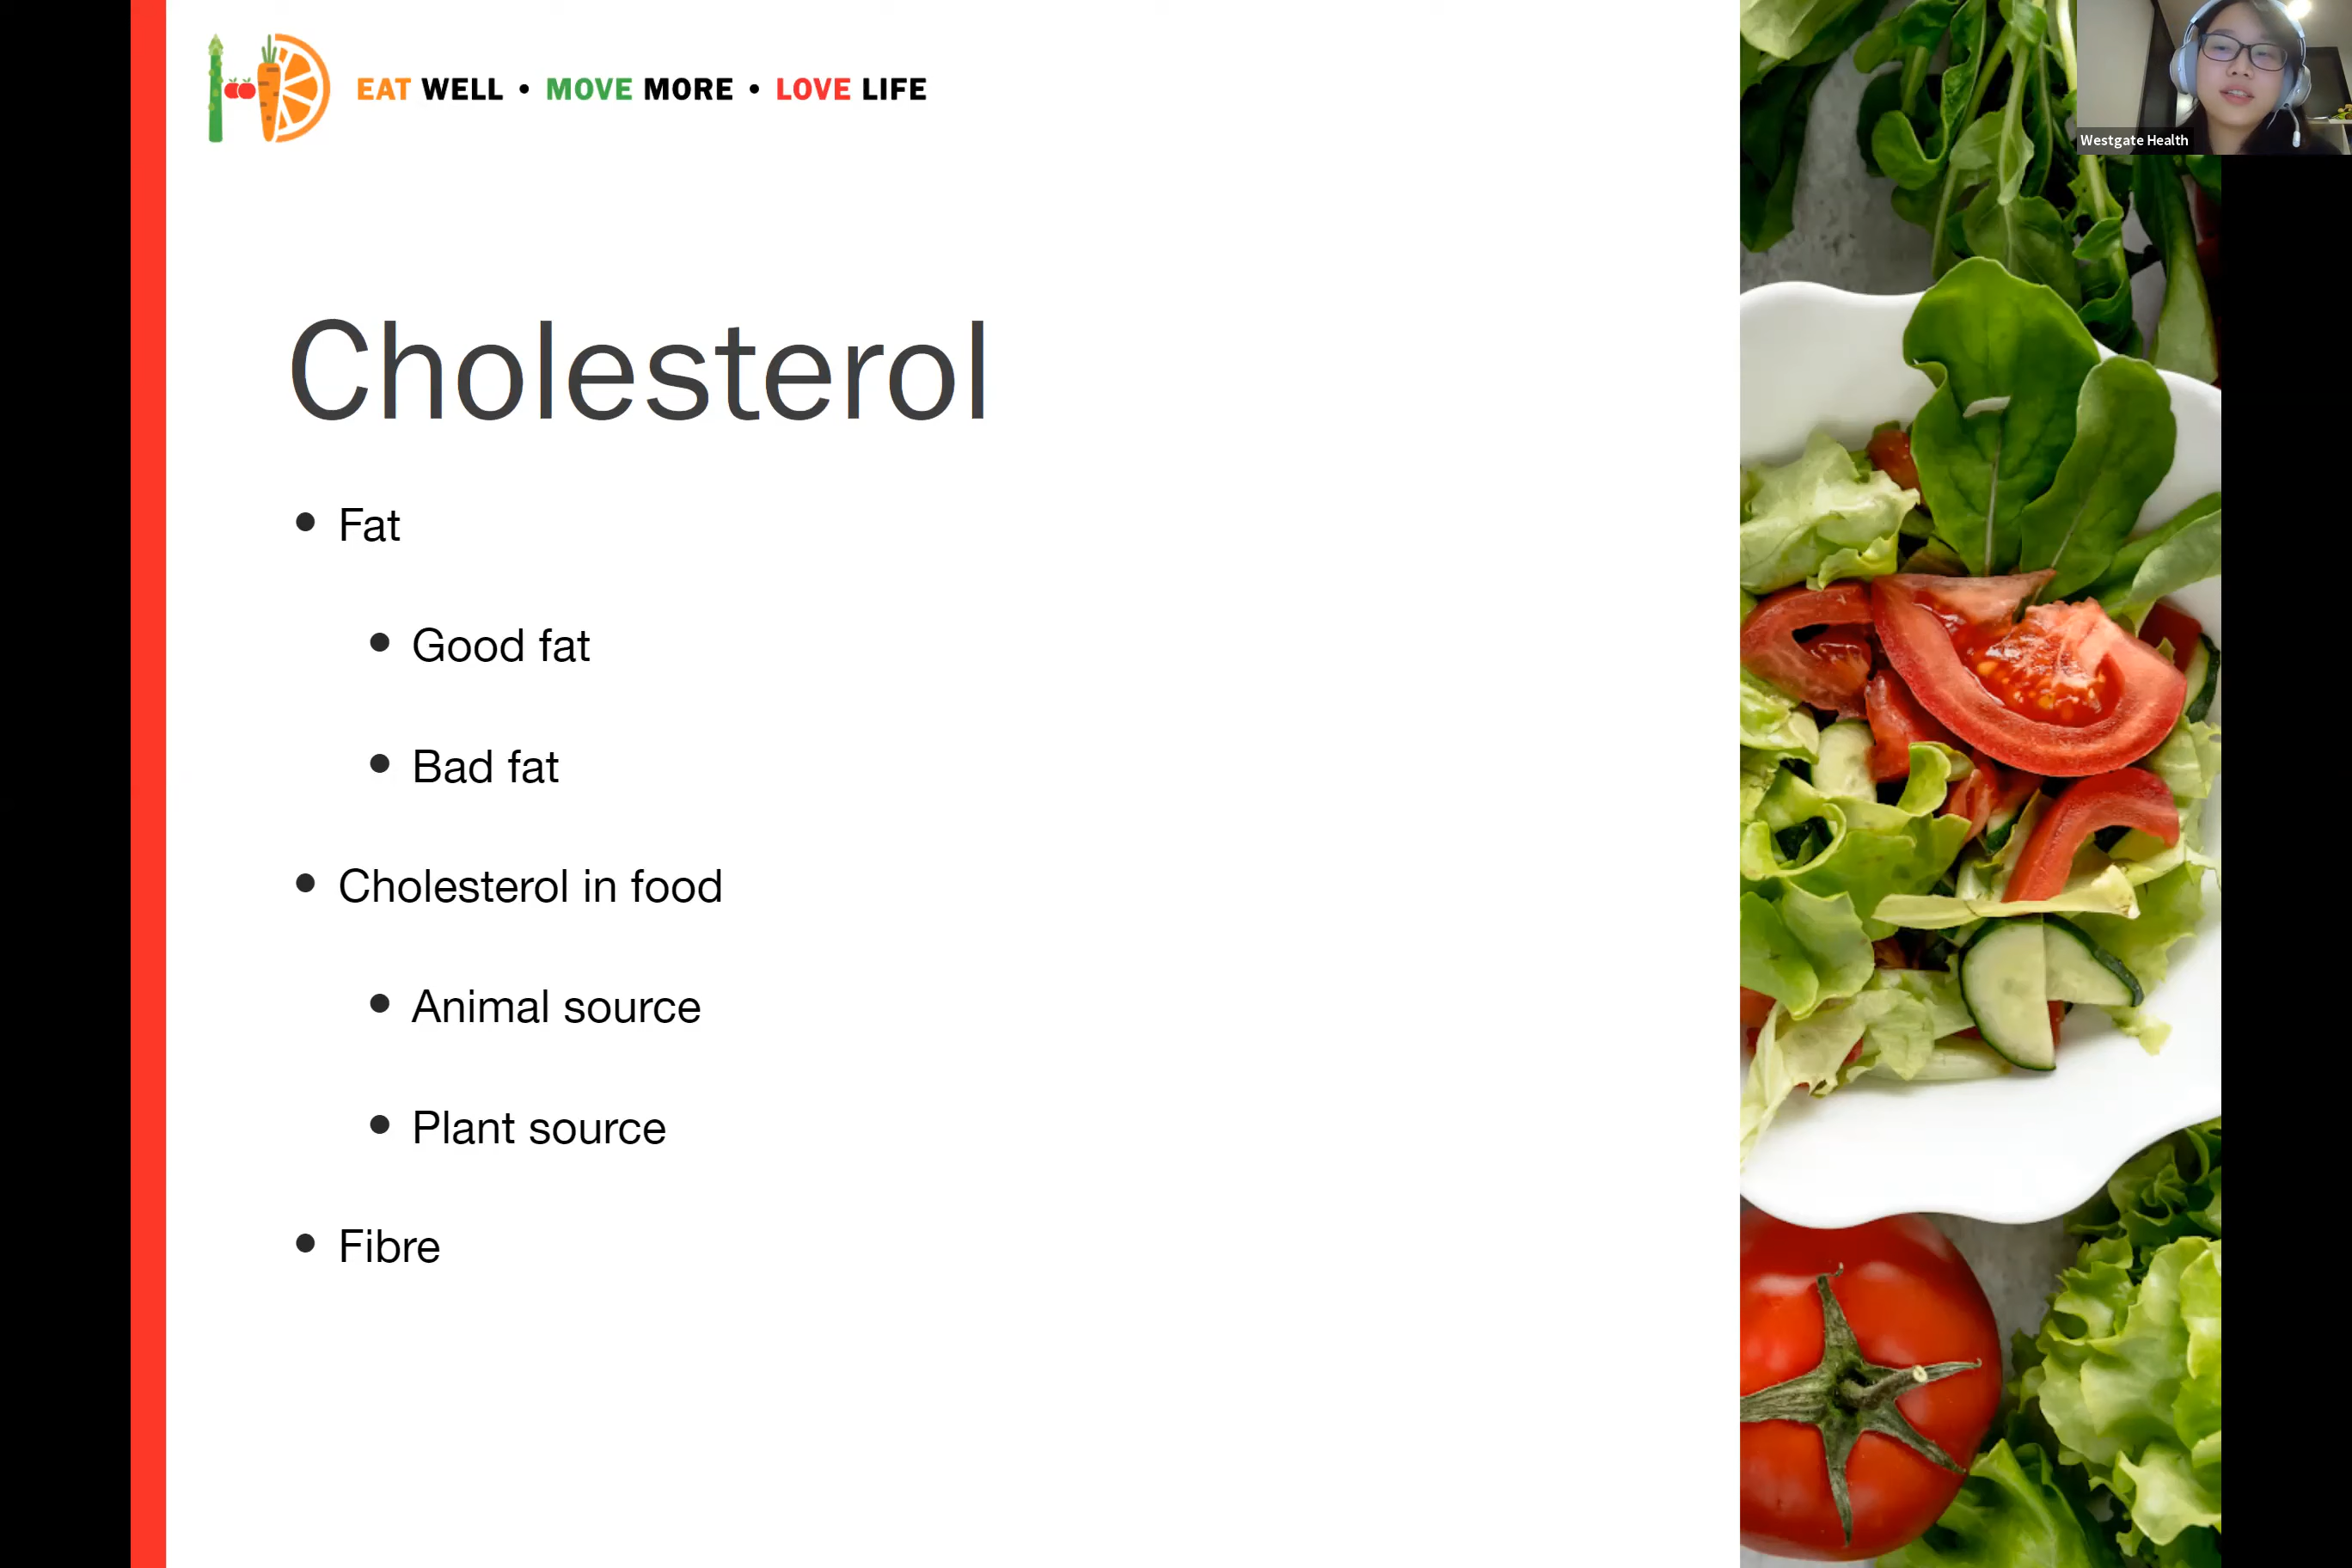 EAT WELL • MOVE MORE • LOVE LIFE
Westgate Health
Cholesterol
• Fat
• Good fat
• Bad fat
• Cholesterol in food
• Animal source
• Plant source
• Fibre